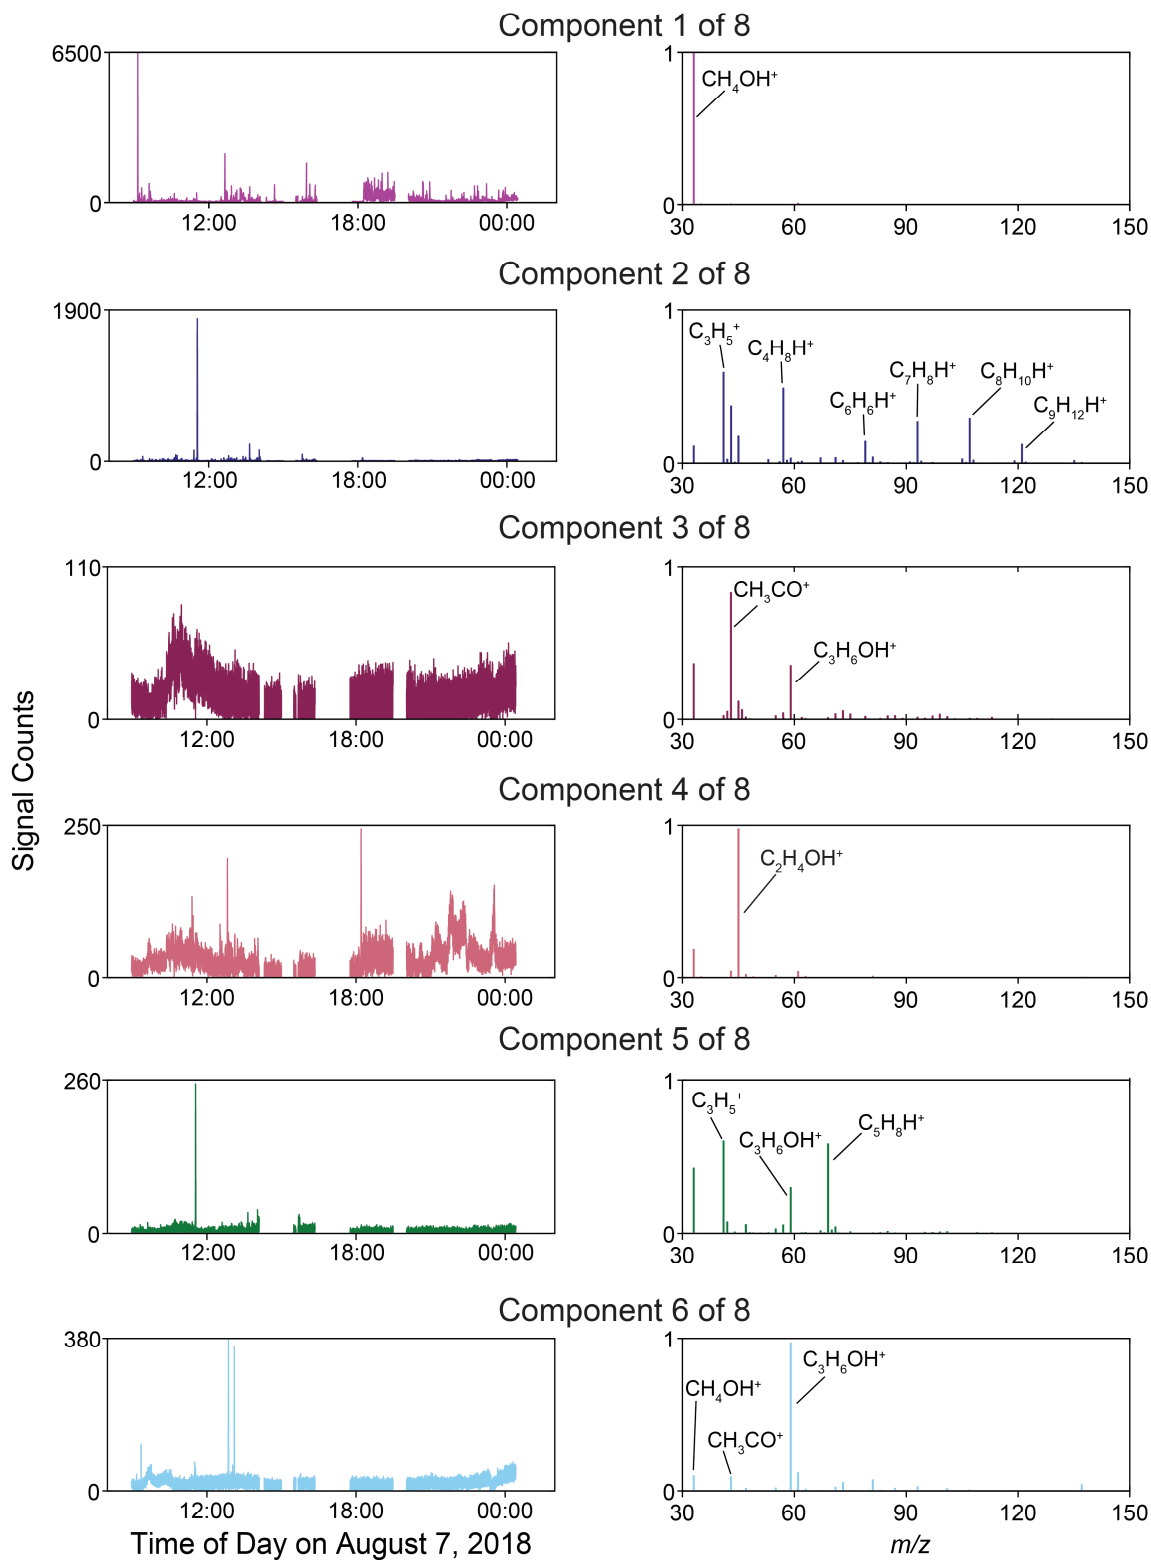 Component 1 of 8
6500
0
12:00 18:00 00:00
1
0
CH₄OH⁺
30 60 90 120 150
Component 2 of 8
1900
0
12:00 18:00 00:00
1
0
C₃H₅⁺
C₄H₈H⁺
C₆H₆H⁺
C₇H₈H⁺
C₈H₁₀H⁺
C₉H₁₂H⁺
30 60 90 120 150
Component 3 of 8
110
0
12:00 18:00 00:00
1
0
CH₃CO⁺
C₃H₆OH⁺
30 60 90 120 150
Component 4 of 8
250
0
12:00 18:00 00:00
1
0
C₂H₄OH⁺
30 60 90 120 150
Component 5 of 8
260
0
12:00 18:00 00:00
1
0
C₃H₅'
C₃H₆OH⁺
C₅H₈H⁺
30 60 90 120 150
Component 6 of 8
380
0
12:00 18:00 00:00
1
0
CH₄OH⁺
CH₃CO⁺
C₃H₆OH⁺
30 60 90 120 150
Signal Counts
Time of Day on August 7, 2018
m/z